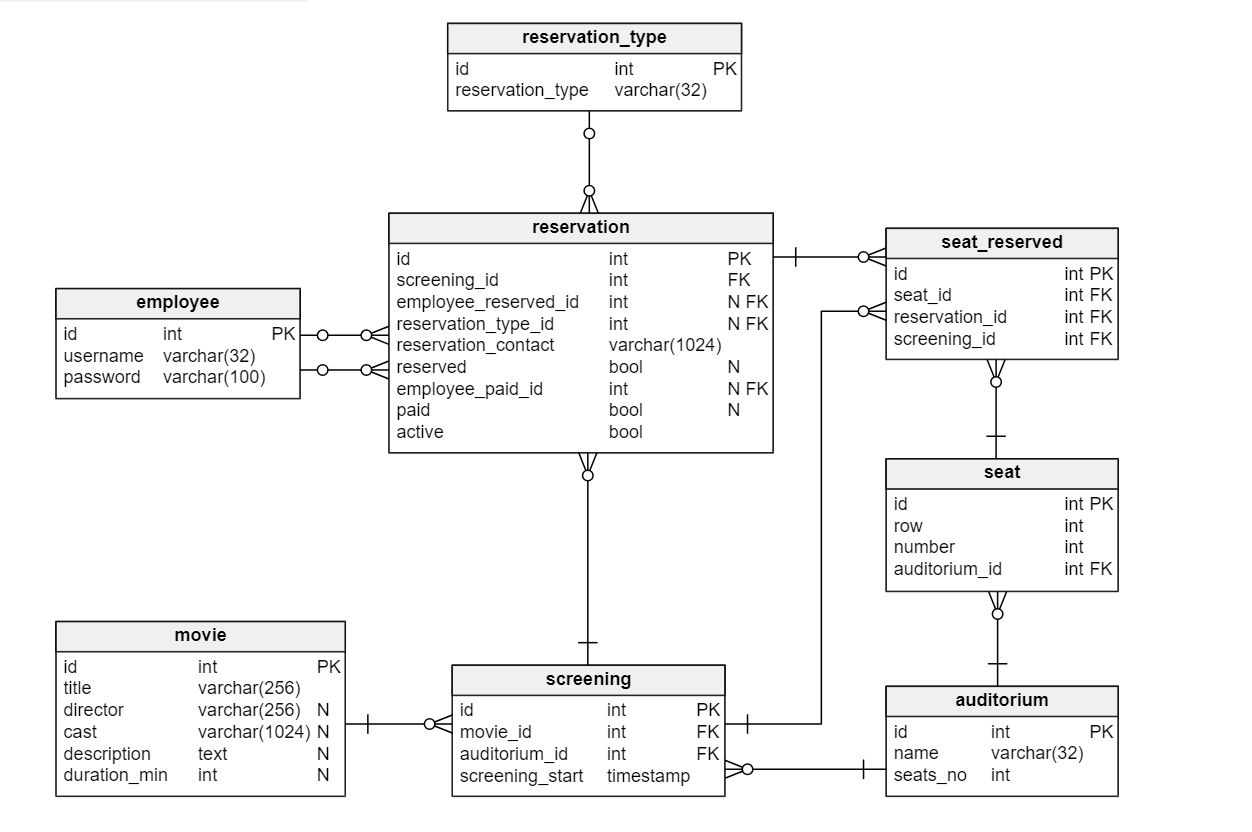 reservation_type
id int PK
reservation_type varchar(32)
reservation
id int PK
screening_id int FK
employee_reserved_id int N FK
reservation_type_id int N FK
reservation_contact varchar(1024)
reserved bool N
employee_paid_id int N FK
paid bool N
active bool
seat_reserved
id int PK
seat_id int FK
reservation_id int FK
screening_id int FK
employee
id int PK
username varchar(32)
password varchar(100)
seat
id int PK
row int
number int
auditorium_id int FK
movie
id int PK
title varchar(256)
director varchar(256) N
cast varchar(1024) N
description text N
duration_min int N
screening
id int PK
movie_id int FK
auditorium_id int FK
screening_start timestamp
auditorium
id int PK
name varchar(32)
seats_no int